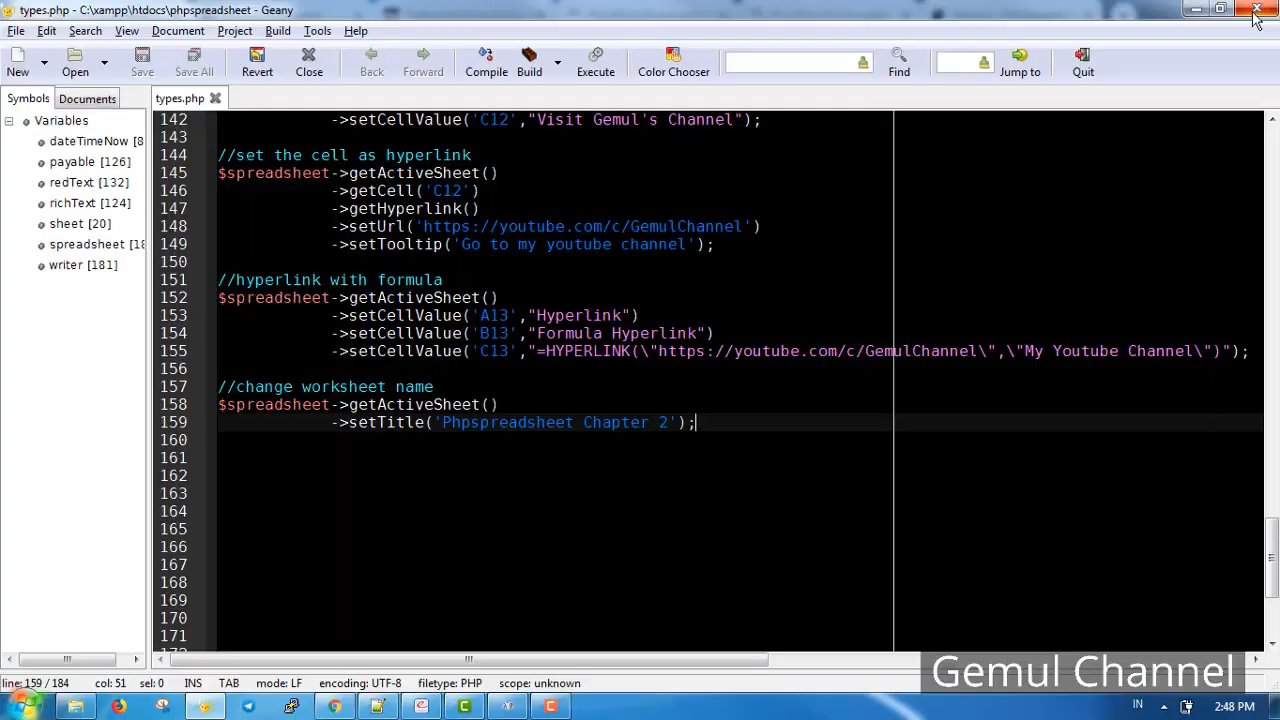 types.php - C:\xampp\htdocs\phpspreadsheet - Geany
File Edit Search View Document Project Build Tools Help
New Open Save Save All Revert Close Back Forward Compile Build Execute Color Chooser Find Jump to Quit
Symbols Documents types.php
Variables
dateTimeNow [8
payable [126]
redText [132]
richText [124]
sheet [20]
spreadsheet [18
writer [181]
142 ->setCellValue('C12',"Visit Gemul's Channel");
143
144 //set the cell as hyperlink
145 $spreadsheet->getActiveSheet()
146 ->getCell('C12')
147 ->getHyperlink()
148 ->setUrl('https://youtube.com/c/GemulChannel')
149 ->setTooltip('Go to my youtube channel');
150
151 //hyperlink with formula
152 $spreadsheet->getActiveSheet()
153 ->setCellValue('A13',"Hyperlink")
154 ->setCellValue('B13',"Formula Hyperlink")
155 ->setCellValue('C13',"=HYPERLINK(\"https://youtube.com/c/GemulChannel\",\"My Youtube Channel\")");
156
157 //change worksheet name
158 $spreadsheet->getActiveSheet()
159 ->setTitle('Phpspreadsheet Chapter 2');
160
161
162
163
164
165
166
167
168
169
170
171
line: 159 / 184 col: 51 sel: 0 INS TAB mode: LF encoding: UTF-8 filetype: PHP scope: unknown
Gemul Channel
IN 2:48 PM